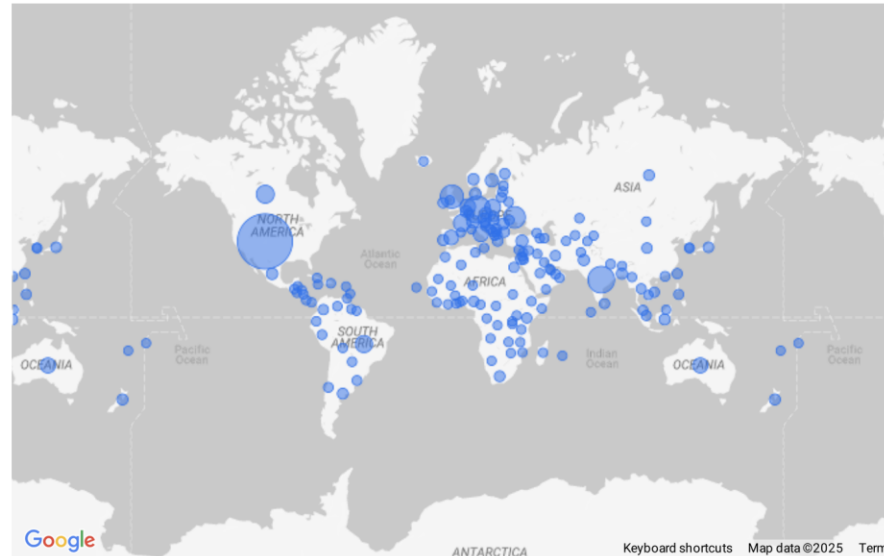 ASIA
NORTH
AMERICA
Atlantic
Ocean
AFRICA
SOUTH
AMERICA
OCEANIA
Pacific
Ocean
Indian
Ocean
OCEANIA
Pacific
Ocean
Google
ANTARCTICA
Keyboard shortcuts
Map data ©2025
Term